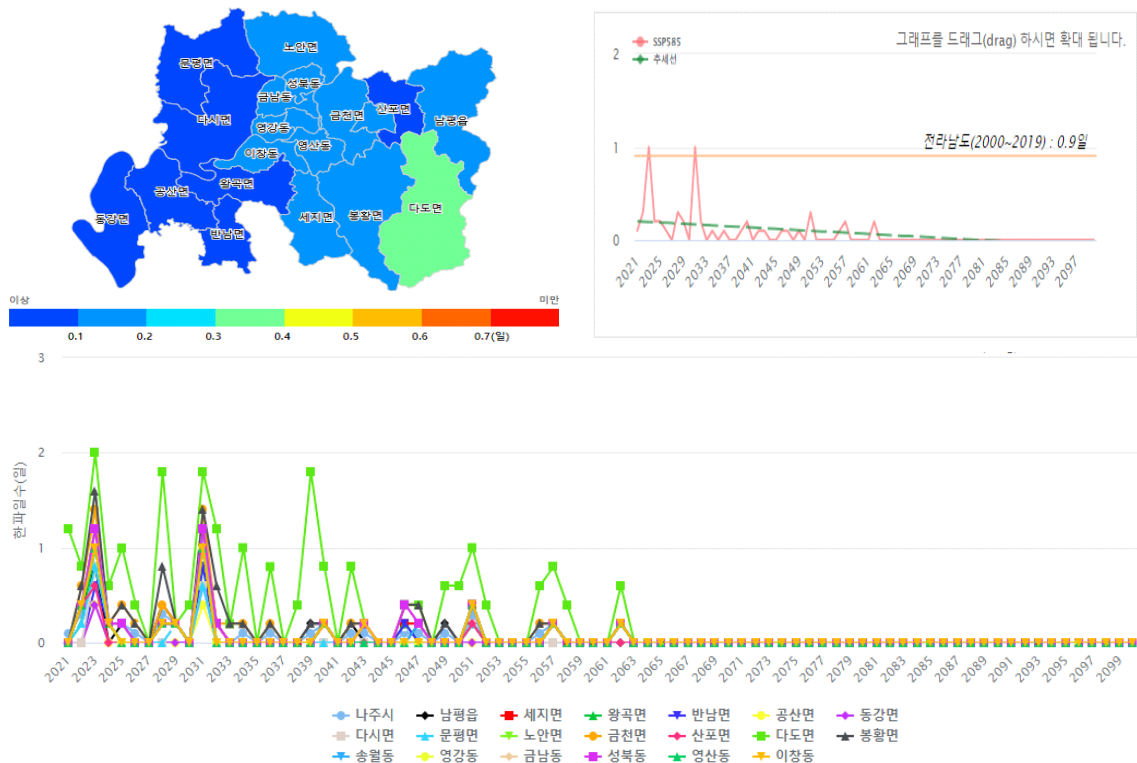 노안면
문평면
성북동
금남동
금천면
산포면
다시면
남평읍
영강동
영산동
이창동
왕곡면
공산면
다도면
동강면
세지면
봉황면
반남면
이상
미만
0.1
0.2
0.3
0.4
0.5
0.6
0.7(일)
SSP585
추세선
그래프를 드래그(drag) 하시면 확대 됩니다.
2
전라남도(2000~2019) : 0.9일
1
0
2021
2025
2029
2033
2037
2041
2045
2049
2053
2057
2061
2065
2069
2073
2077
2081
2085
2089
2093
2097
3
2
1
0
한파일수(일)
2021
2023
2025
2027
2029
2031
2033
2035
2037
2039
2041
2043
2045
2047
2049
2051
2053
2055
2057
2059
2061
2063
2065
2067
2069
2071
2073
2075
2077
2079
2081
2083
2085
2087
2089
2091
2093
2095
2097
2099
나주시 남평읍 세지면 왕곡면 반남면 공산면 동강면
다시면 문평면 노안면 금천면 산포면 다도면 봉황면
송월동 영강동 금남동 성북동 영산동 이창동